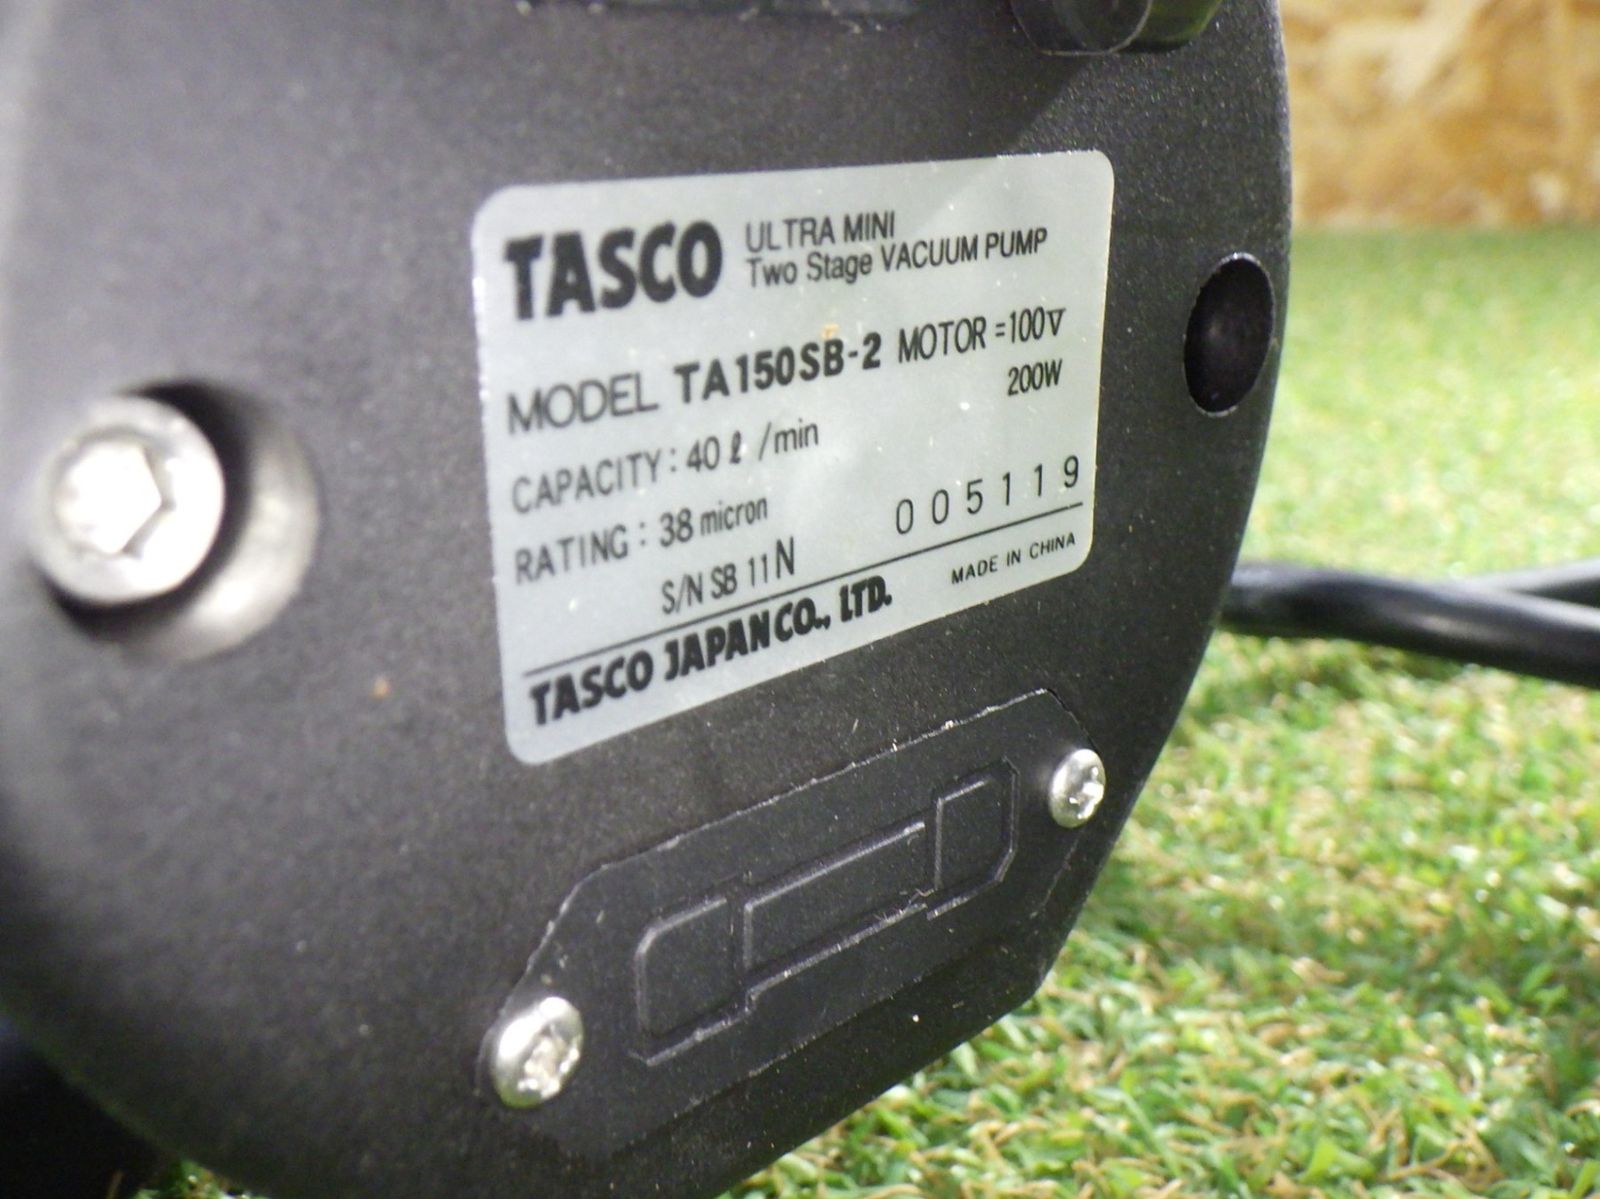 TASCO ULTRA MINI
Two Stage VACUUM PUMP
MODEL TA150SB-2 MOTOR=100V
200W
CAPACITY: 40ℓ/min
RATING: 38 micron
S/N SB 11N 005119
TASCO JAPAN CO., LTD. MADE IN CHINA